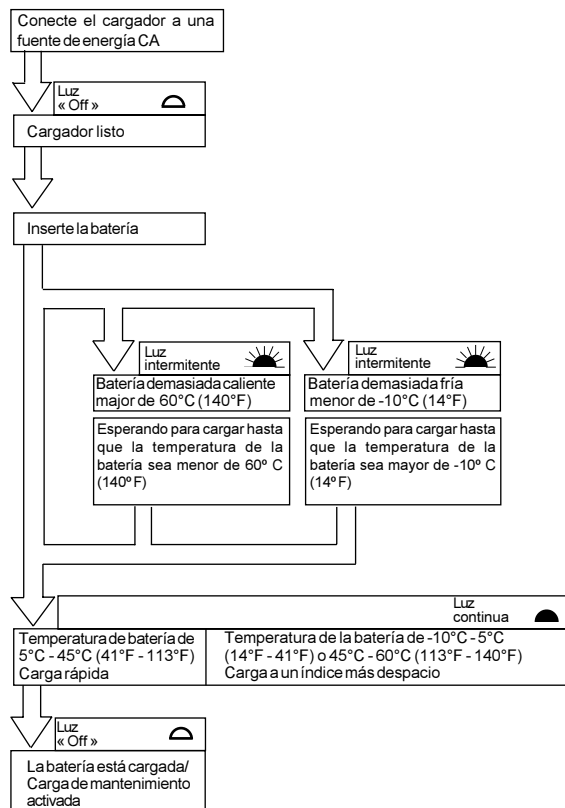 Conecte el cargador a una
fuente de energía CA
Luz
« Off »
Cargador listo
Inserte la batería
Luz
intermitente
Batería demasiada caliente
major de 60°C (140°F)
Esperando para cargar hasta
que la temperatura de la
batería sea menor de 60º C
(140º F)
Luz
intermitente
Batería demasiada fría
menor de -10°C (14°F)
Esperando para cargar hasta
que la temperatura de la
batería sea mayor de -10º C
(14º F)
Luz
continua
Temperatura de batería de
5°C - 45°C (41°F - 113°F)
Carga rápida
Temperatura de la batería de -10°C - 5°C
(14°F - 41°F) o 45°C - 60°C (113°F - 140°F)
Carga a un índice más despacio
Luz
« Off »
La batería está cargada/
Carga de mantenimiento
activada